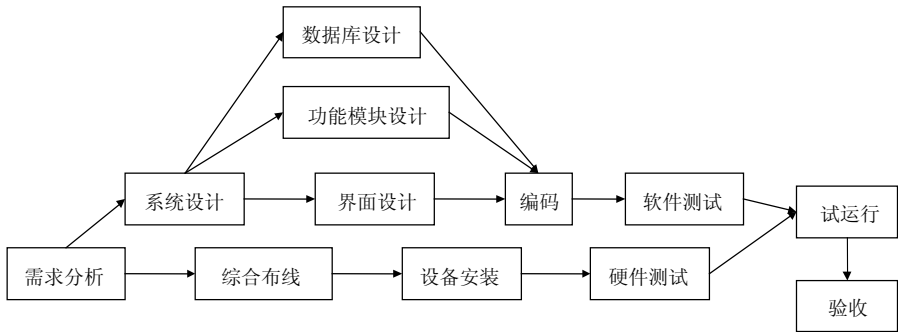 数据库设计
功能模块设计
系统设计
界面设计
编码
软件测试
试运行
需求分析
综合布线
设备安装
硬件测试
验收